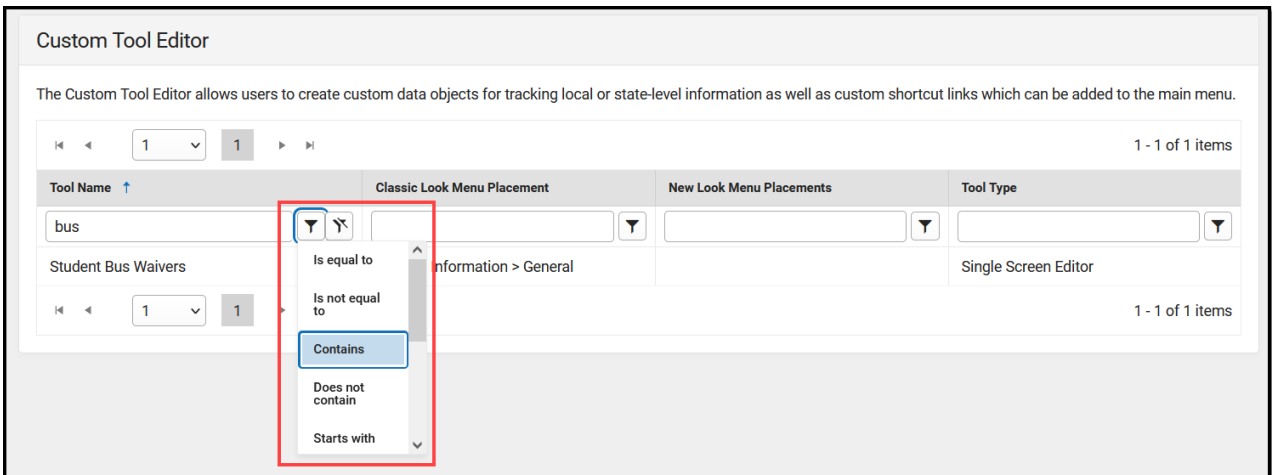 Custom Tool Editor
The Custom Tool Editor allows users to create custom data objects for tracking local or state-level information as well as custom shortcut links which can be added to the main menu.
1 1 1 - 1 of 1 items
Tool Name ↑ Classic Look Menu Placement New Look Menu Placements Tool Type
bus
Student Bus Waivers Information > General Single Screen Editor
1 1 1 - 1 of 1 items
Is equal to
Is not equal
to
Contains
Does not
contain
Starts with